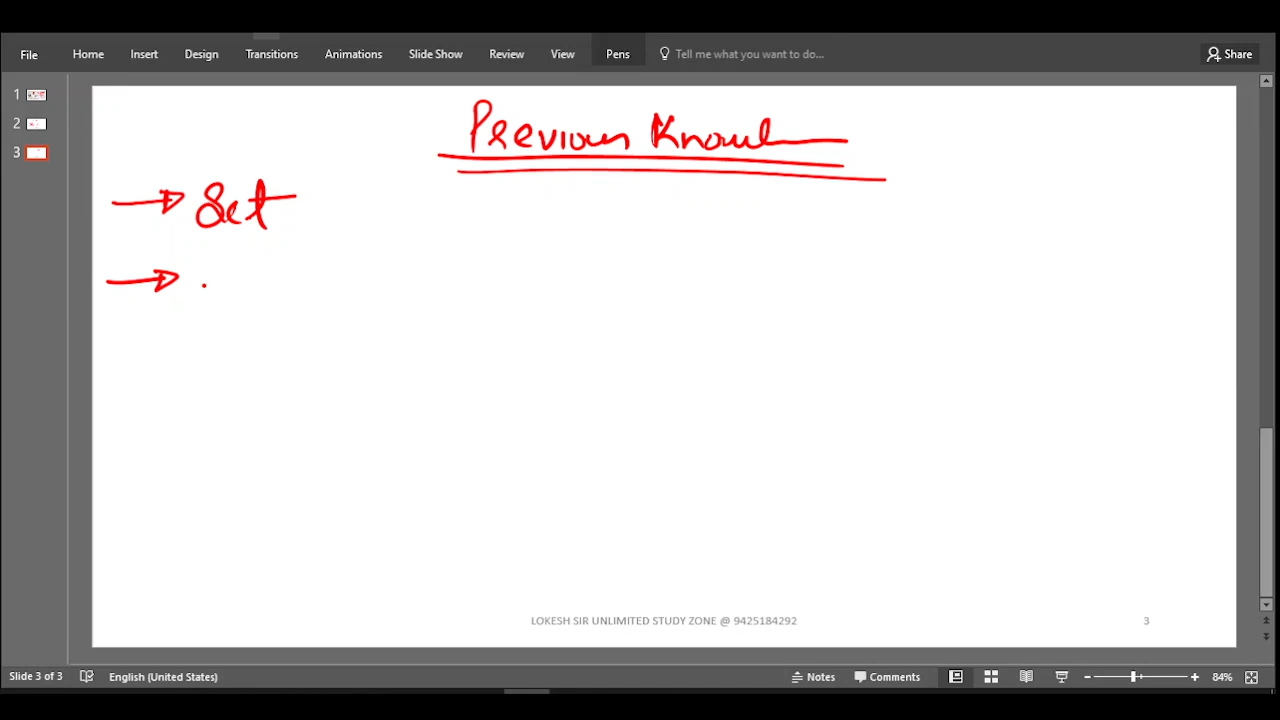 File Home Insert Design Transitions Animations Slide Show Review View Pens Tell me what you want to do... Share
1
2
3
Previous Knowl
→ Set
→ .
LOKESH SIR UNLIMITED STUDY ZONE @ 9425184292 3
Slide 3 of 3 English (United States) Notes Comments 84%